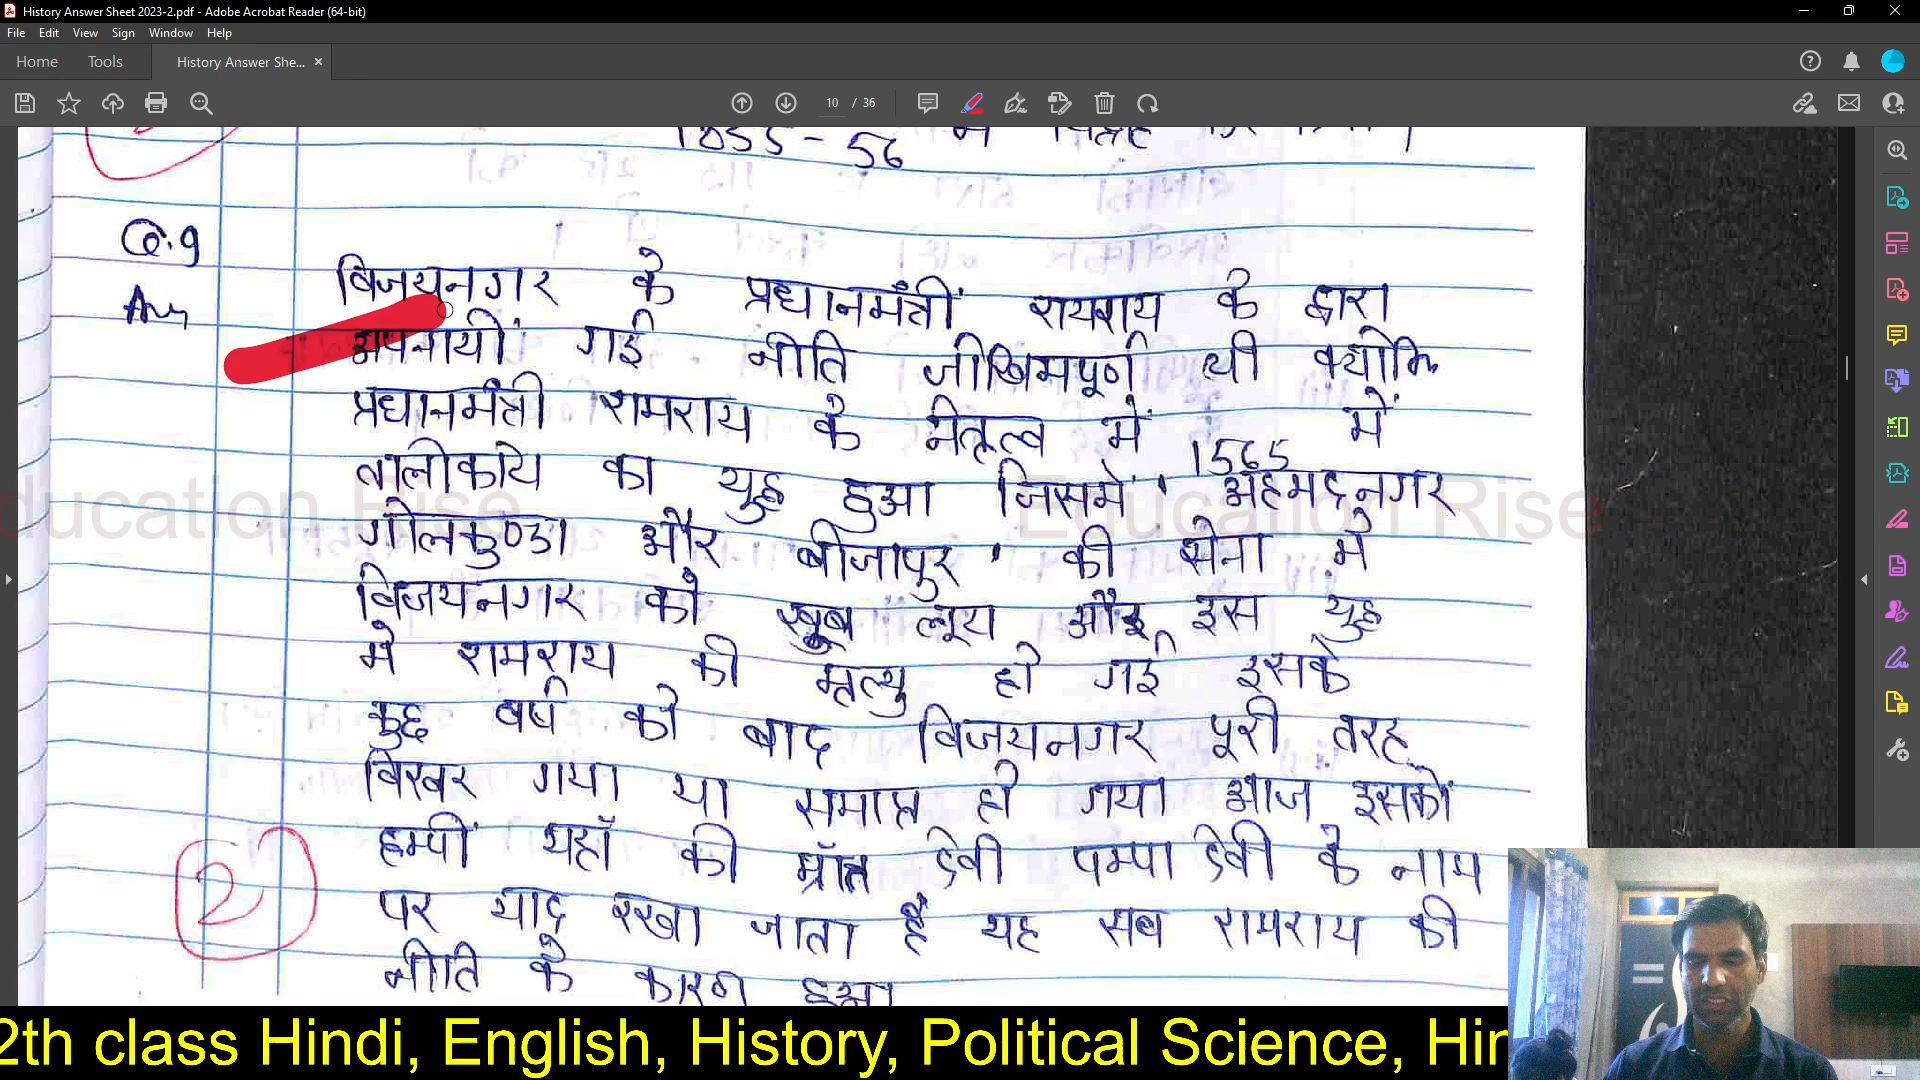 History Answer Sheet 2023-2.pdf - Adobe Acrobat Reader (64-bit)
File Edit View Sign Window Help
Home Tools History Answer She... ×
10 / 36
1855-56 में
Q.9
Ans
विजयनगर के प्रधानमंत्री रायराय के द्वारा
अपनायी गई नीति जोखिमपूर्ण थी क्योंकि
प्रधानमंत्री रामराय के नेतृत्व में 1565 में
तालीकोटा का युद्ध हुआ जिसमें ' अहमदनगर
गोलकुण्डा और बीजापुर ' की सेना ने
विजयनगर को खूब लूटा और इस युद्ध
मे रामराय की मृत्यु हो गई इसके
कुछ वर्ष को बाद विजयनगर पूरी तरह
बिखर गया या समाप्त हो गया आज इसको
हम्पी यहाँ की देवी पम्पा देवी के नाम
पर याद रखा जाता है यह सब रामराय की
नीति के कारण हुआ
2
ducation Rise Education Rise
2th class Hindi, English, History, Political Science, Hin